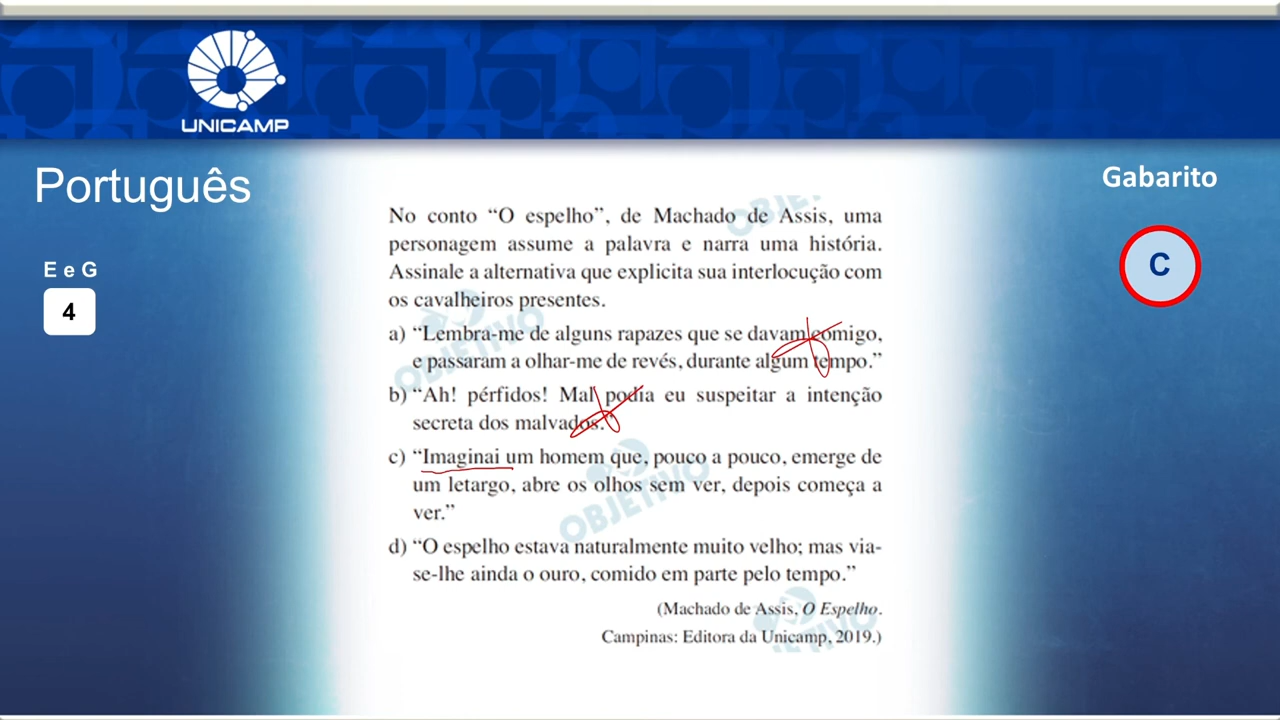 UNICAMP
Português
Gabarito
E e G
4
C
No conto “O espelho”, de Machado de Assis, uma
personagem assume a palavra e narra uma história.
Assinale a alternativa que explicita sua interlocução com
os cavalheiros presentes.
a) “Lembra-me de alguns rapazes que se davam comigo,
e passaram a olhar-me de revés, durante algum tempo.”
b) “Ah! pérfidos! Mal podia eu suspeitar a intenção
secreta dos malvados.”
c) “Imaginai um homem que, pouco a pouco, emerge de
um letargo, abre os olhos sem ver, depois começa a
ver.”
d) “O espelho estava naturalmente muito velho; mas via-
se-lhe ainda o ouro, comido em parte pelo tempo.”
(Machado de Assis, O Espelho.
Campinas: Editora da Unicamp, 2019.)
OBJETIVO
OBJETIVO
OBJETIVO
OBJETIVO